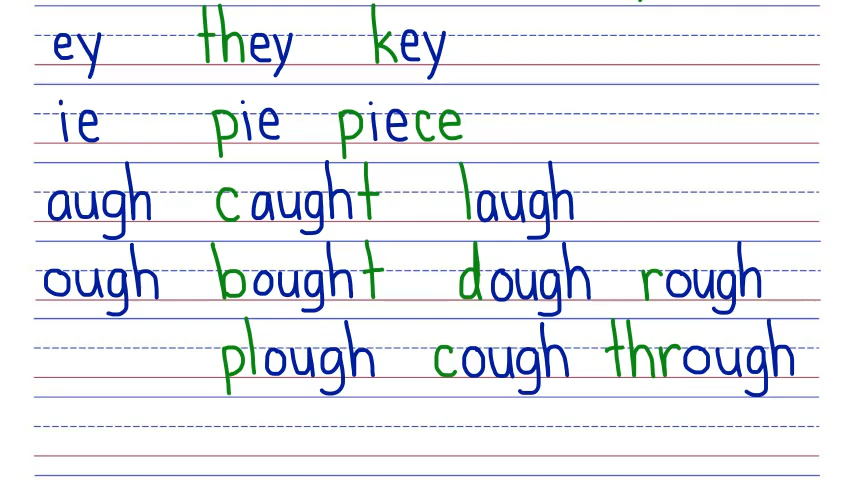 ey they key
ie pie piece
augh caught laugh
ough bought dough rough
plough cough through